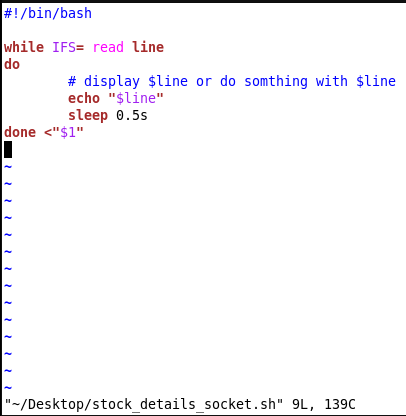 #!/bin/bash

while IFS= read line
do
        # display $line or do somthing with $line
        echo "$line"
        sleep 0.5s
done <"$1"

~
~
~
~
~
~
~
~
~
~
~
~
~
~
"~/Desktop/stock_details_socket.sh" 9L, 139C